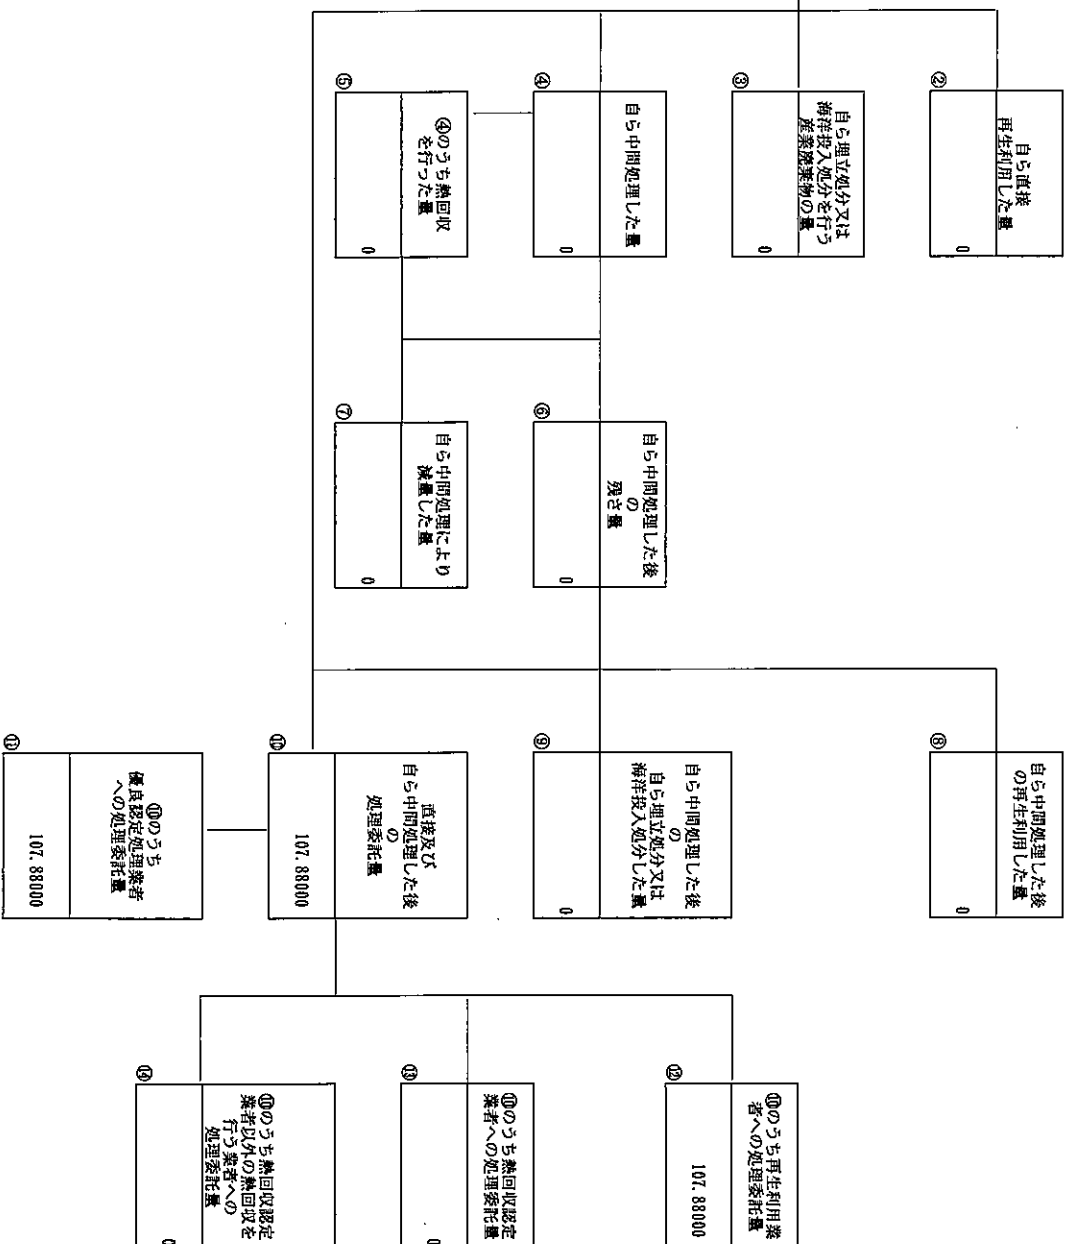 ②
自ら直接
再生利用した量
0
③
自ら埋立処分又は
海洋投入処分を行う
産業廃棄物の量
0
④
自ら中間処理した量
0
⑤
④のうち熱回収
を行った量
0
⑥
自ら中間処理した後
の
残さ量
0
⑦
自ら中間処理により
減量した量
0
⑧
自ら中間処理した後
の再生利用した量
0
⑨
自ら中間処理した後
の
自ら埋立処分又は
海洋投入処分した量
0
⑩
直接及び
自ら中間処理した後
の
処理委託量
107.88000
⑪
⑩のうち
優良認定処理業者
への処理委託量
107.88000
⑫
⑩のうち再生利用業
者への処理委託量
107.88000
⑬
⑩のうち熱回収認定
業者への処理委託量
0
⑭
⑩のうち熱回収認定
業者以外の熱回収を
行う業者への
処理委託量
0